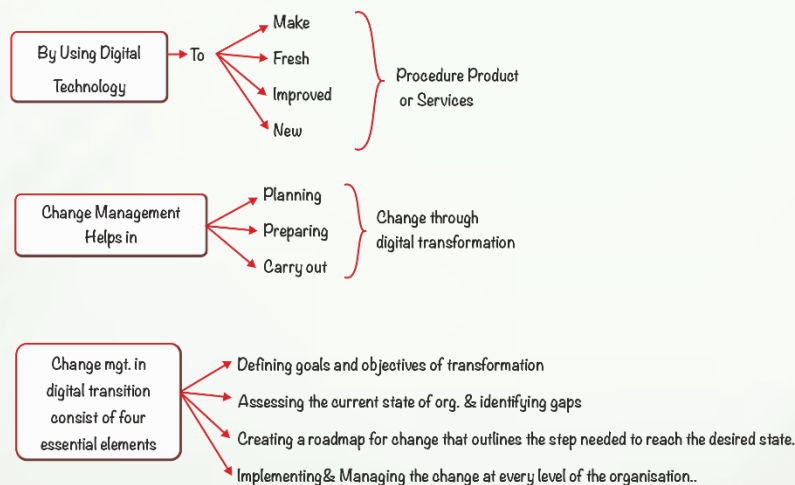 By Using Digital
Technology
To
Make
Fresh
Improved
New
Procedure Product
or Services
Change Management
Helps in
Planning
Preparing
Carry out
Change through
digital transformation
Change mgt. in
digital transition
consist of four
essential elements
Defining goals and objectives of transformation
Assessing the current state of org. & identifying gaps
Creating a roadmap for change that outlines the step needed to reach the desired state.
Implementing& Managing the change at every level of the organisation..